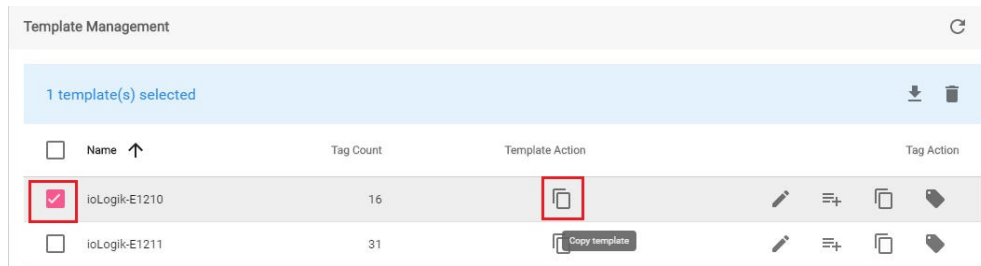 Template Management
1 template(s) selected
Name Tag Count Template Action Tag Action
ioLogik-E1210 16
Copy template
ioLogik-E1211 31